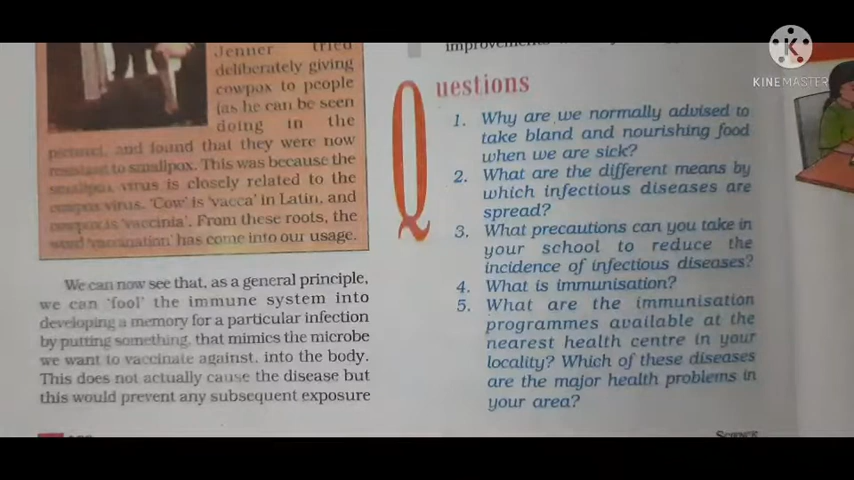 Jenner tried
deliberately giving
cowpox to people
(as he can be seen
doing in the
picture), and found that they were now
resistant to smallpox. This was because the
smallpox virus is closely related to the
cowpox virus. 'Cow' is 'vacca' in Latin, and
cowpox is 'vaccinia'. From these roots, the
word 'vaccination' has come into our usage.
We can now see that, as a general principle,
we can 'fool' the immune system into
developing a memory for a particular infection
by putting something, that mimics the microbe
we want to vaccinate against, into the body.
This does not actually cause the disease but
this would prevent any subsequent exposure
improvements
Questions
1. Why are we normally advised to
take bland and nourishing food
when we are sick?
2. What are the different means by
which infectious diseases are
spread?
3. What precautions can you take in
your school to reduce the
incidence of infectious diseases?
4. What is immunisation?
5. What are the immunisation
programmes available at the
nearest health centre in your
locality? Which of these diseases
are the major health problems in
your area?
SCIENCE
K
KINEMASTER